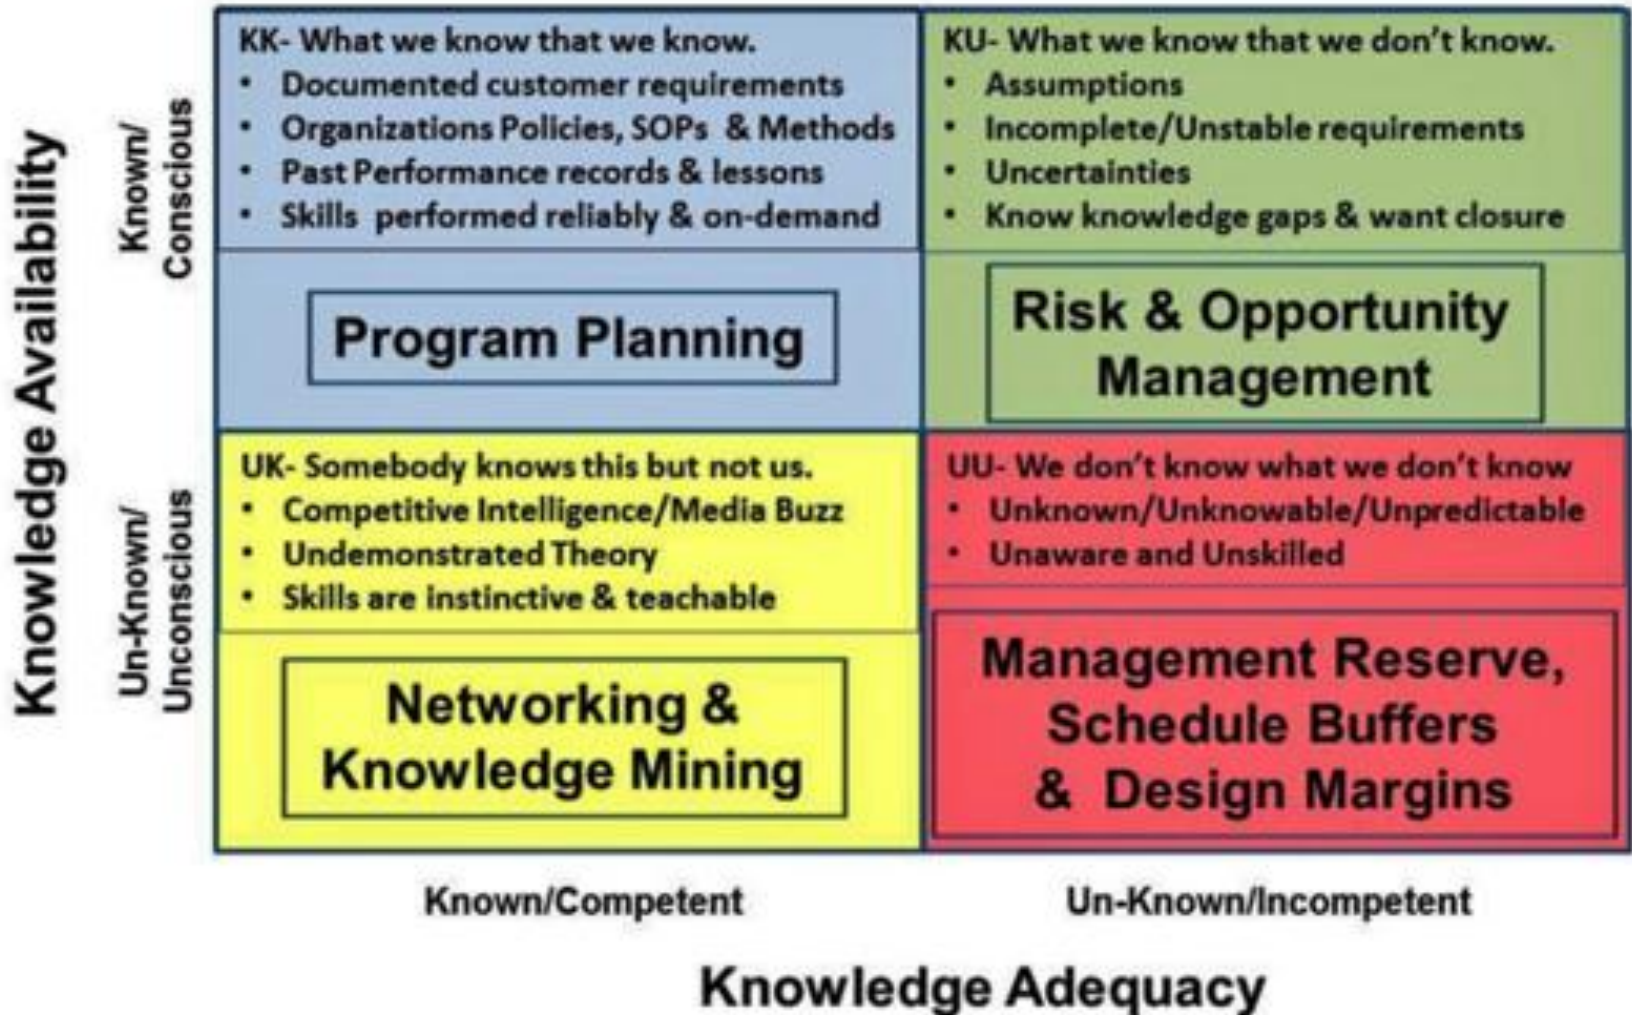 Knowledge Availability
Known/
Conscious
KK- What we know that we know.
• Documented customer requirements
• Organizations Policies, SOPs & Methods
• Past Performance records & lessons
• Skills performed reliably & on-demand
Program Planning
KU- What we know that we don't know.
• Assumptions
• Incomplete/Unstable requirements
• Uncertainties
• Know knowledge gaps & want closure
Risk & Opportunity
Management
Un-Known/
Unconscious
UK- Somebody knows this but not us.
• Competitive Intelligence/Media Buzz
• Undemonstrated Theory
• Skills are instinctive & teachable
Networking &
Knowledge Mining
UU- We don't know what we don't know
• Unknown/Unknowable/Unpredictable
• Unaware and Unskilled
Management Reserve,
Schedule Buffers
& Design Margins
Known/Competent
Un-Known/Incompetent
Knowledge Adequacy